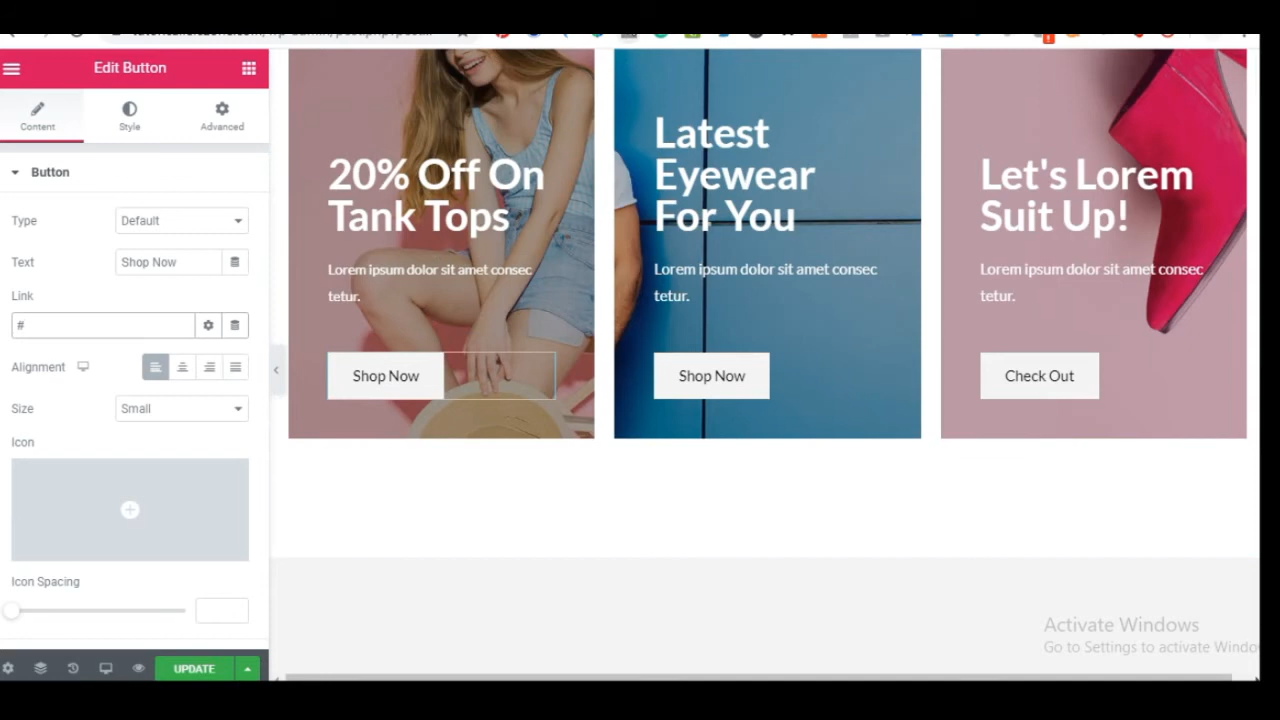 Edit Button
Content
Style
Advanced
Button
Type
Default
Text
Shop Now
Link
#
Alignment
Size
Small
Icon
Icon Spacing
UPDATE
20% Off On
Tank Tops
Lorem ipsum dolor sit amet consec
tetur.
Shop Now
Latest
Eyewear
For You
Lorem ipsum dolor sit amet consec
tetur.
Shop Now
Let's Lorem
Suit Up!
Lorem ipsum dolor sit amet consec
tetur.
Check Out
Activate Windows
Go to Settings to activate Windo